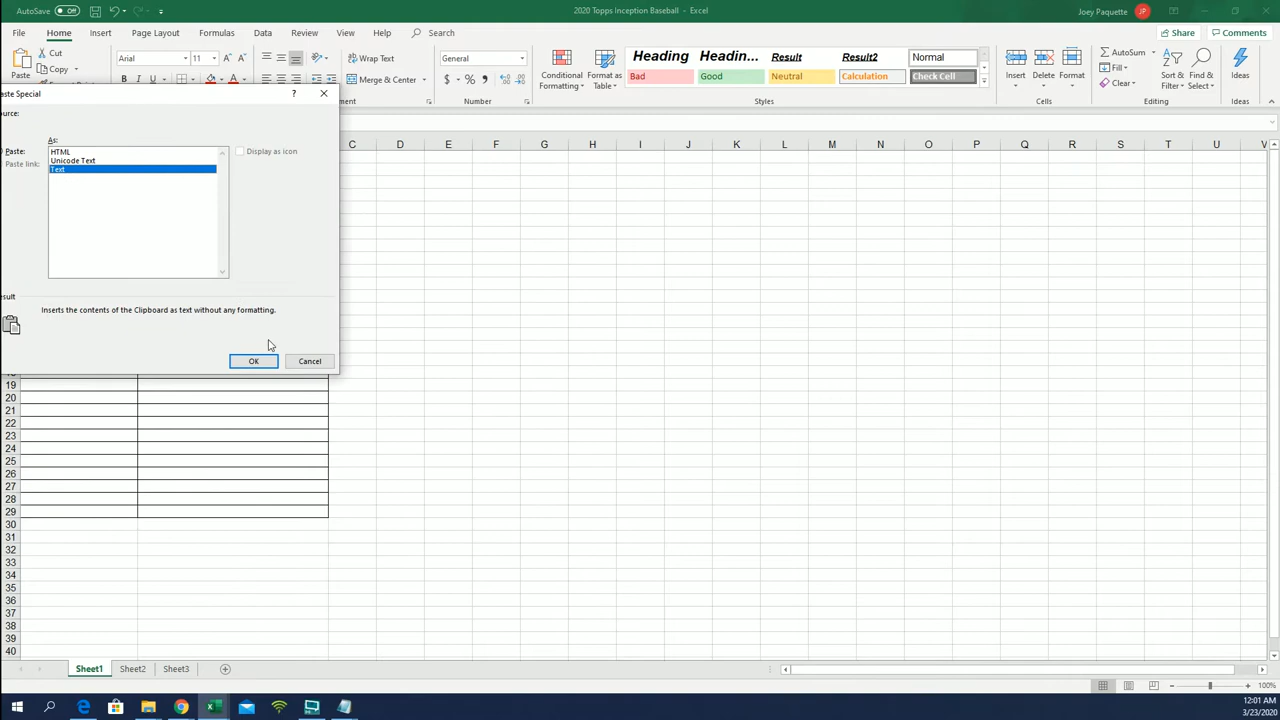 AutoSave Off
2020 Topps Inception Baseball - Excel
Joey Paquette JP
File Home Insert Page Layout Formulas Data Review View Help Search
Share Comments
Paste
Cut
Copy
Arial 11 A A
B I U
Wrap Text
Merge & Center
General
$ % ,
Number
Conditional
Formatting
Format as
Table
Heading Headin... Result Result2 Normal
Bad Good Neutral Calculation Check Cell
Styles
Insert Delete Format
Cells
AutoSum
Fill
Clear
Sort &
Filter
Find &
Select
Editing
Ideas
Ideas
aste Special ?
ource:
As:
Paste:
Paste link:
HTML
Unicode Text
Text
Display as icon
esult
Inserts the contents of the Clipboard as text without any formatting.
OK Cancel
C D E F G H I J K L M N O P Q R S T U V
19
20
21
22
23
24
25
26
27
28
29
30
31
32
33
34
35
36
37
38
39
40
Sheet1 Sheet2 Sheet3
100%
12:01 AM
3/23/2020